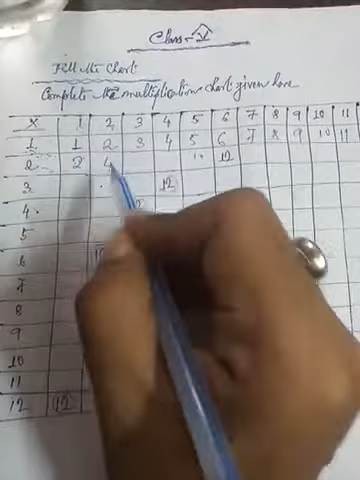 Class - V
Fill the Chart
Complete the multiplication chart given here
X 1 2 3 4 5 6 7 8 9 10 11
1 1 2 3 4 5 6 7 8 9 10 11
2 2 4 12
3 12
4
5
6
7
8
9
10
11
12 12